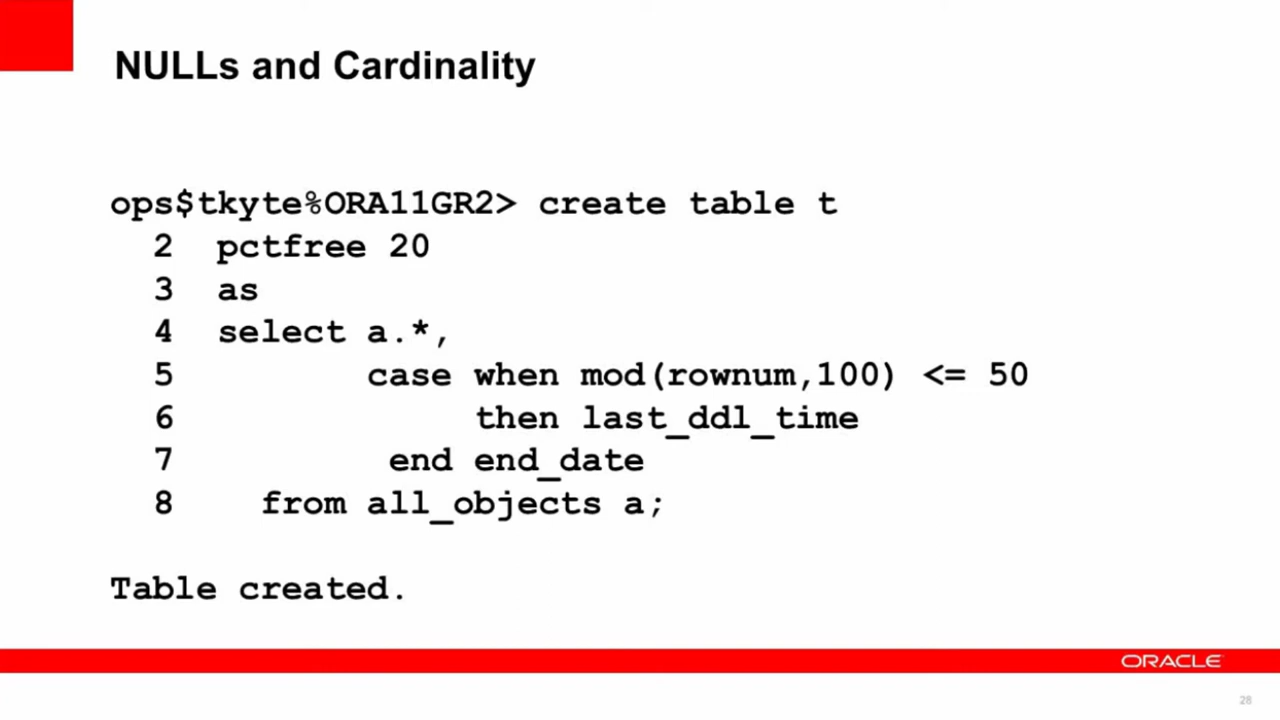 NULLs and Cardinality
ops$tkyte%ORA11GR2> create table t
2 pctfree 20
3 as
4 select a.*,
5 case when mod(rownum,100) <= 50
6 then last_ddl_time
7 end end_date
8 from all_objects a;
Table created.
ORACLE
28